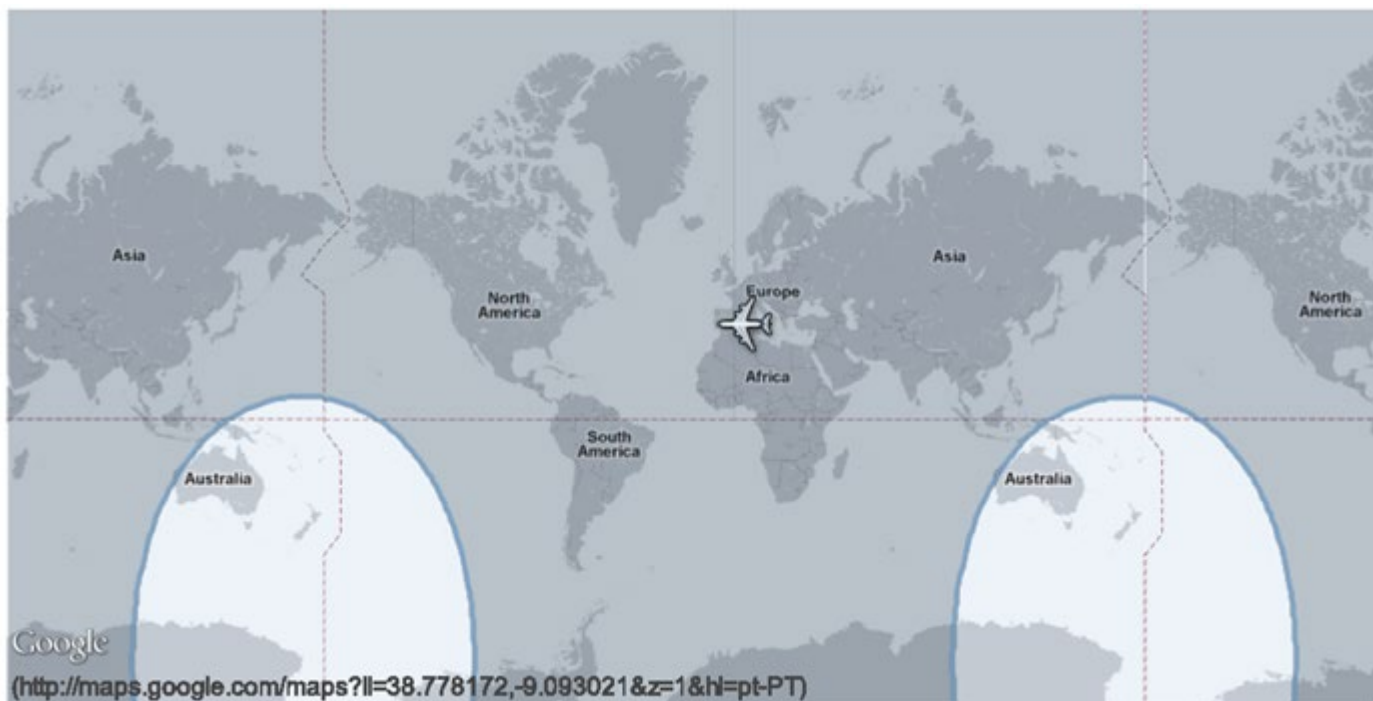 Asia
North
America
Europe
Asia
North
America
Africa
South
America
Australia
Australia
Google
(http://maps.google.com/maps?ll=38.778172,-9.093021&z=1&hl=pt-PT)